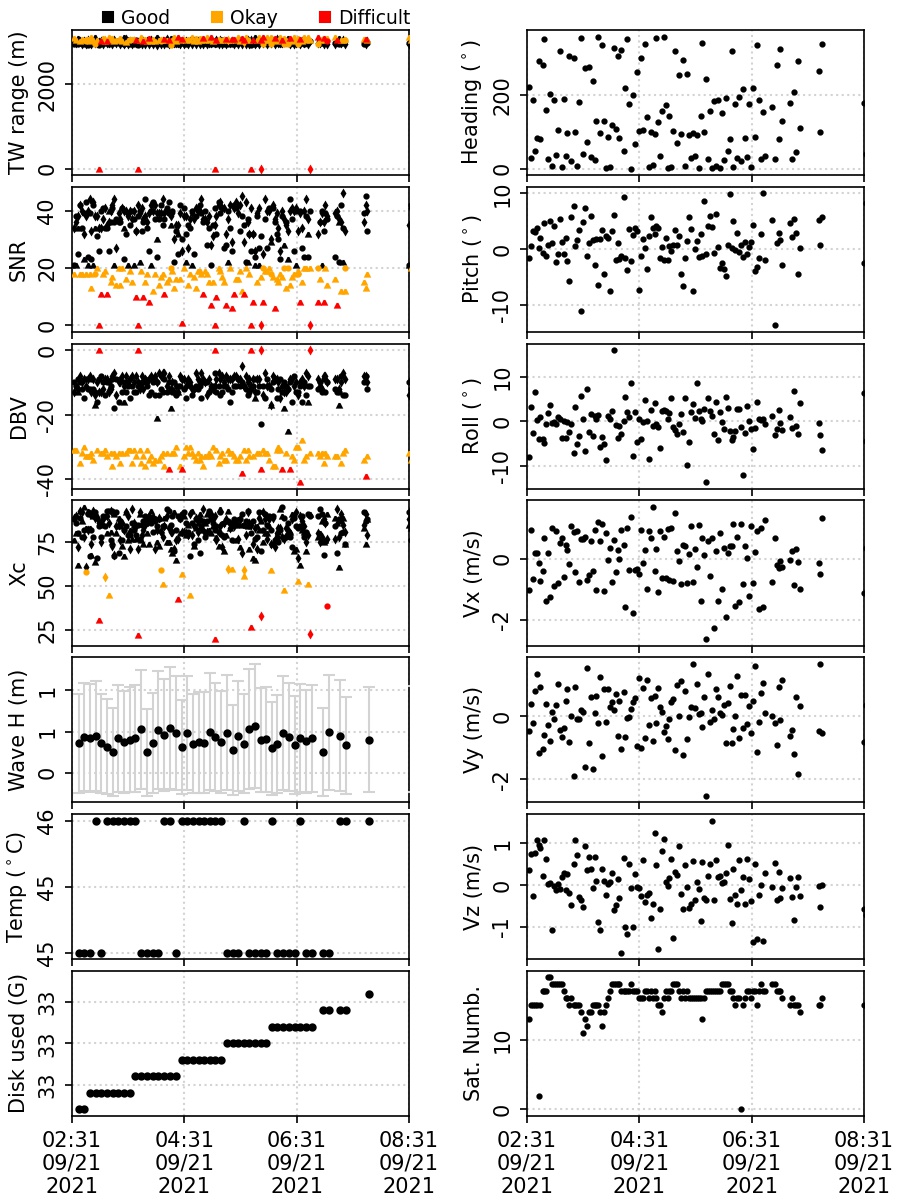 Good Okay Difficult
TW range (m)
2000
0
Heading (°)
200
0
SNR
40
20
0
Pitch (°)
10
0
-10
DBV
0
-20
-40
Roll (°)
10
0
-10
Xc
75
50
25
Vx (m/s)
0
-2
Wave H (m)
1
1
0
Vy (m/s)
0
-2
Temp (°C)
46
45
45
Vz (m/s)
1
0
-1
Disk used (G)
33
33
33
Sat. Numb.
10
0
02:31 04:31 06:31 08:31
09/21 09/21 09/21 09/21
2021 2021 2021 2021
02:31 04:31 06:31 08:31
09/21 09/21 09/21 09/21
2021 2021 2021 2021